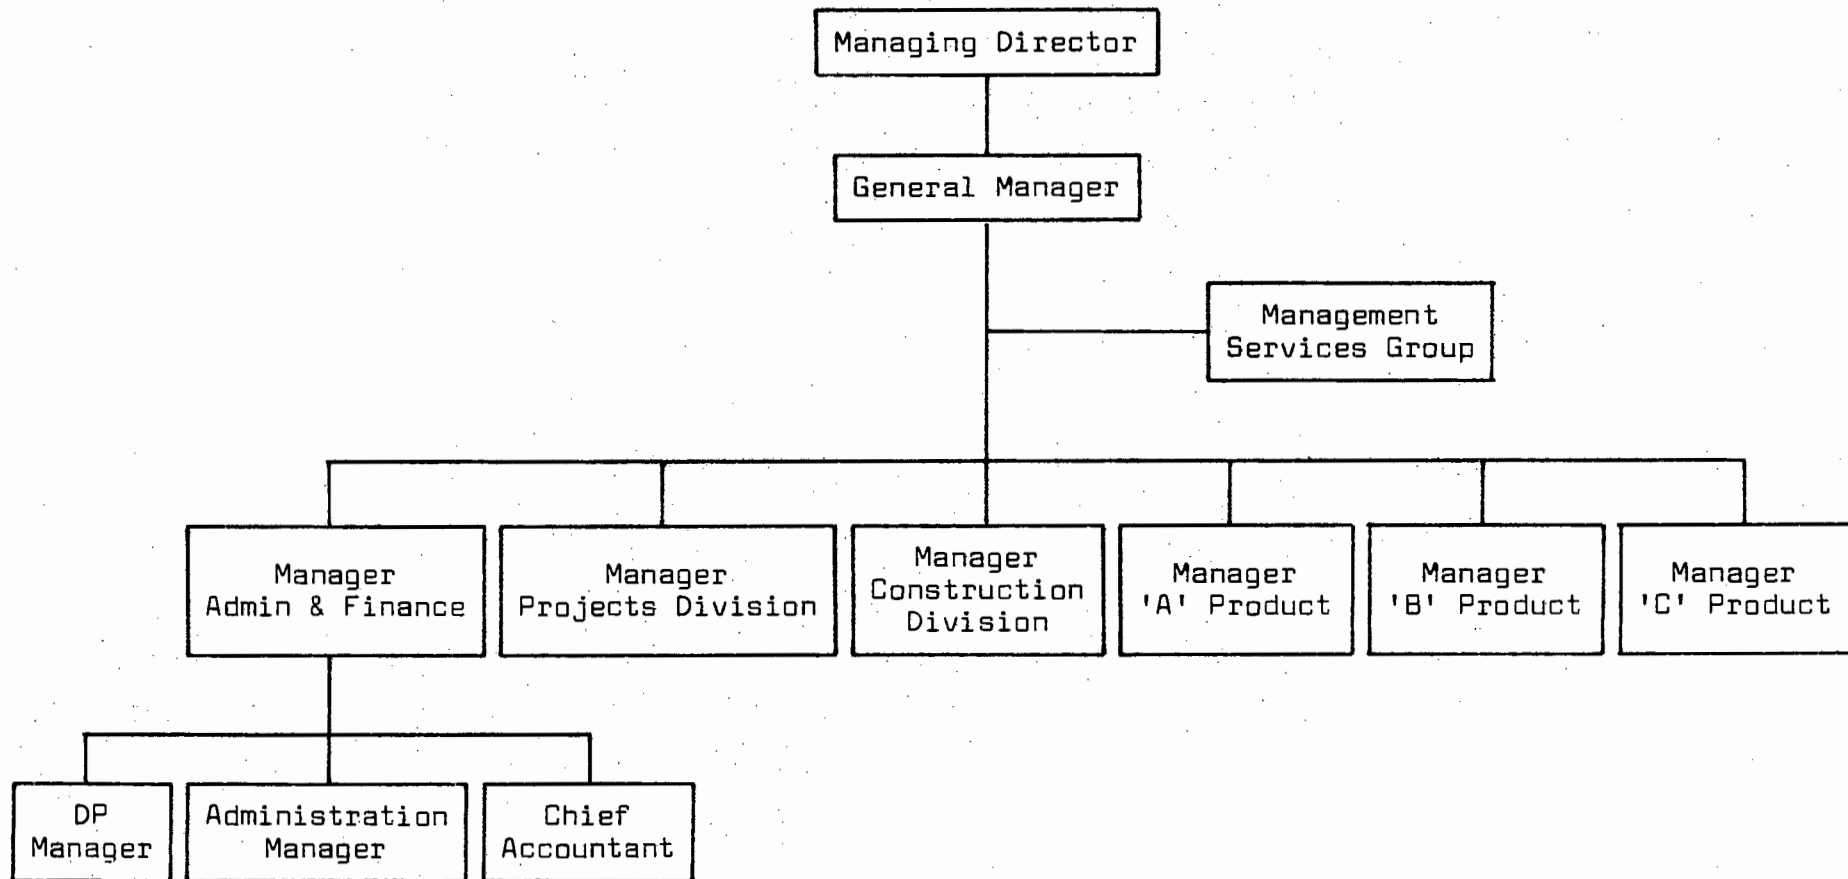 Managing Director
General Manager
Management
Services Group
Manager
Admin & Finance
Manager
Projects Division
Manager
Construction
Division
Manager
'A' Product
Manager
'B' Product
Manager
'C' Product
DP
Manager
Administration
Manager
Chief
Accountant